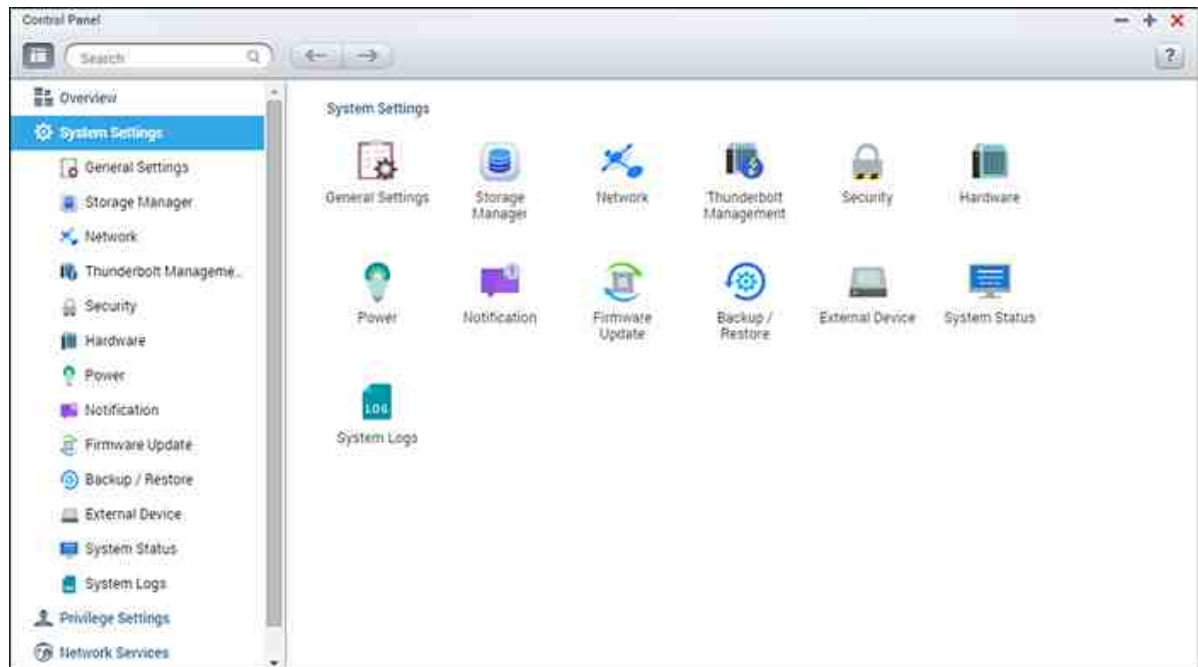 Control Panel
Search
?
Overview
System Settings
General Settings
Storage Manager
Network
Thunderbolt Manageme..
Security
Hardware
Power
Notification
Firmware Update
Backup / Restore
External Device
System Status
System Logs
Privilege Settings
Network Services
System Settings
General Settings
Storage
Manager
Network
Thunderbolt
Management
Security
Hardware
Power
Notification
Firmware
Update
Backup /
Restore
External Device
System Status
LOG
System Logs